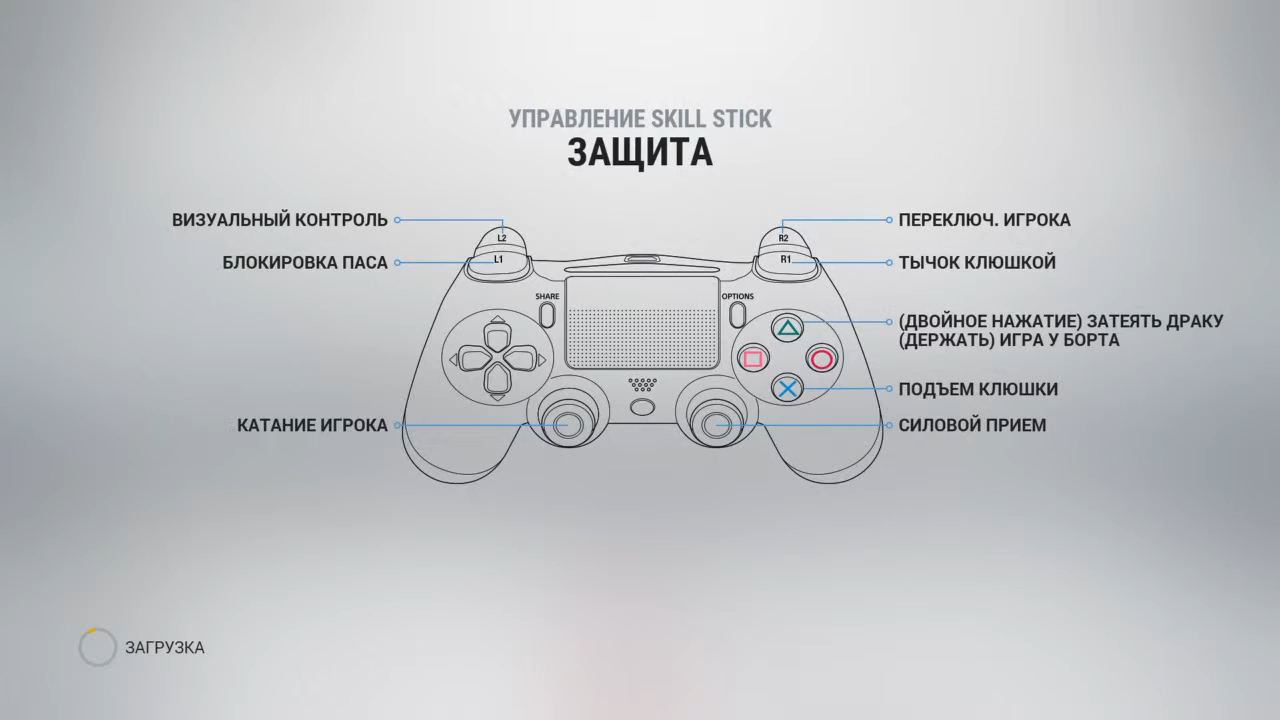 УПРАВЛЕНИЕ SKILL STICK
ЗАЩИТА
ВИЗУАЛЬНЫЙ КОНТРОЛЬ
L2
R2
ПЕРЕКЛЮЧ. ИГРОКА
БЛОКИРОВКА ПАСА
L1
R1
ТЫЧОК КЛЮШКОЙ
SHARE
OPTIONS
(ДВОЙНОЕ НАЖАТИЕ) ЗАТЕЯТЬ ДРАКУ
(ДЕРЖАТЬ) ИГРА У БОРТА
ПОДЪЕМ КЛЮШКИ
КАТАНИЕ ИГРОКА
СИЛОВОЙ ПРИЕМ
ЗАГРУЗКА